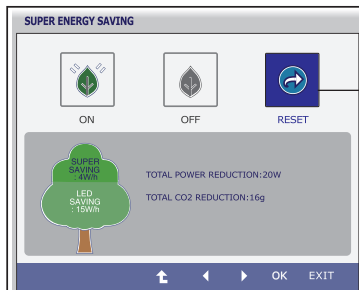 SUPER ENERGY SAVING
ON
OFF
RESET
SUPER
SAVING
: 4W/h
LED
SAVING
: 15W/h
TOTAL POWER REDUCTION:20W
TOTAL CO2 REDUCTION:16g
OK
EXIT